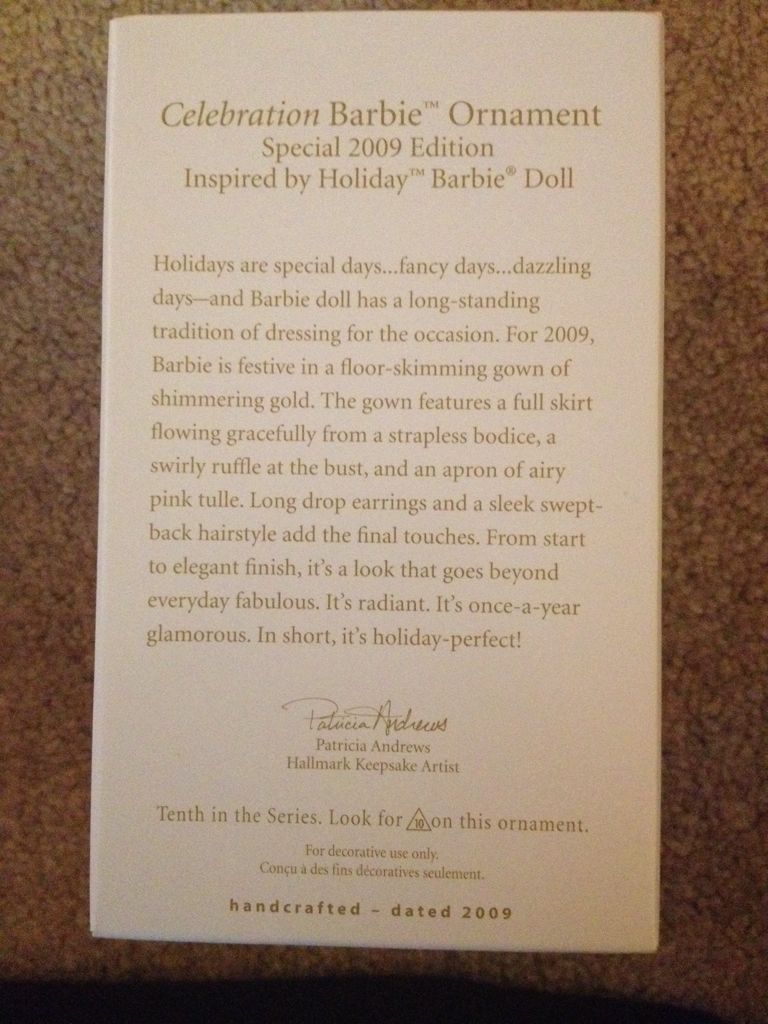 Celebration Barbie™ Ornament
Special 2009 Edition
Inspired by Holiday™ Barbie® Doll
Holidays are special days...fancy days...dazzling
days—and Barbie doll has a long-standing
tradition of dressing for the occasion. For 2009,
Barbie is festive in a floor-skimming gown of
shimmering gold. The gown features a full skirt
flowing gracefully from a strapless bodice, a
swirly ruffle at the bust, and an apron of airy
pink tulle. Long drop earrings and a sleek swept-
back hairstyle add the final touches. From start
to elegant finish, it's a look that goes beyond
everyday fabulous. It's radiant. It's once-a-year
glamorous. In short, it's holiday-perfect!
Patricia Andrews
Patricia Andrews
Hallmark Keepsake Artist
Tenth in the Series. Look for 10 on this ornament.
For decorative use only.
Conçu à des fins décoratives seulement.
handcrafted – dated 2009